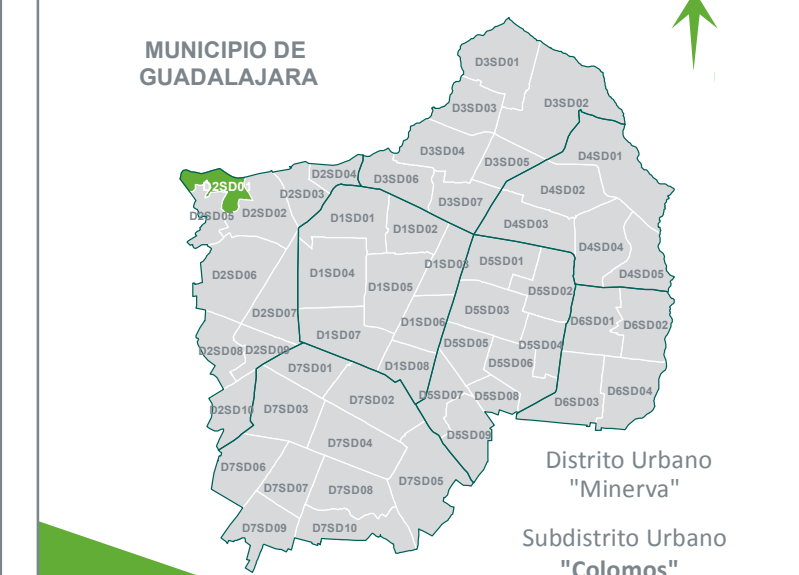 MUNICIPIO DE
GUADALAJARA
D3SD01
D3SD02
D3SD03
D3SD04
D3SD05
D4SD01
D2SD04
D3SD06
D2SD01
D2SD03
D4SD02
D3SD07
D2SD05
D2SD02
D1SD01
D1SD02
D4SD03
D4SD04
D1SD03
D5SD01
D2SD06
D1SD04
D4SD05
D1SD05
D5SD02
D2SD07
D5SD03
D1SD06
D6SD01
D6SD02
D1SD07
D5SD05
D5SD04
D2SD08
D2SD09
D5SD06
D7SD01
D1SD08
D6SD04
D5SD07
D5SD08
D7SD02
D6SD03
D2SD10
D7SD03
D5SD09
D7SD04
D7SD06
D7SD05
D7SD07
D7SD08
D7SD09
D7SD10
Distrito Urbano
"Minerva"
Subdistrito Urbano
"Colomos"